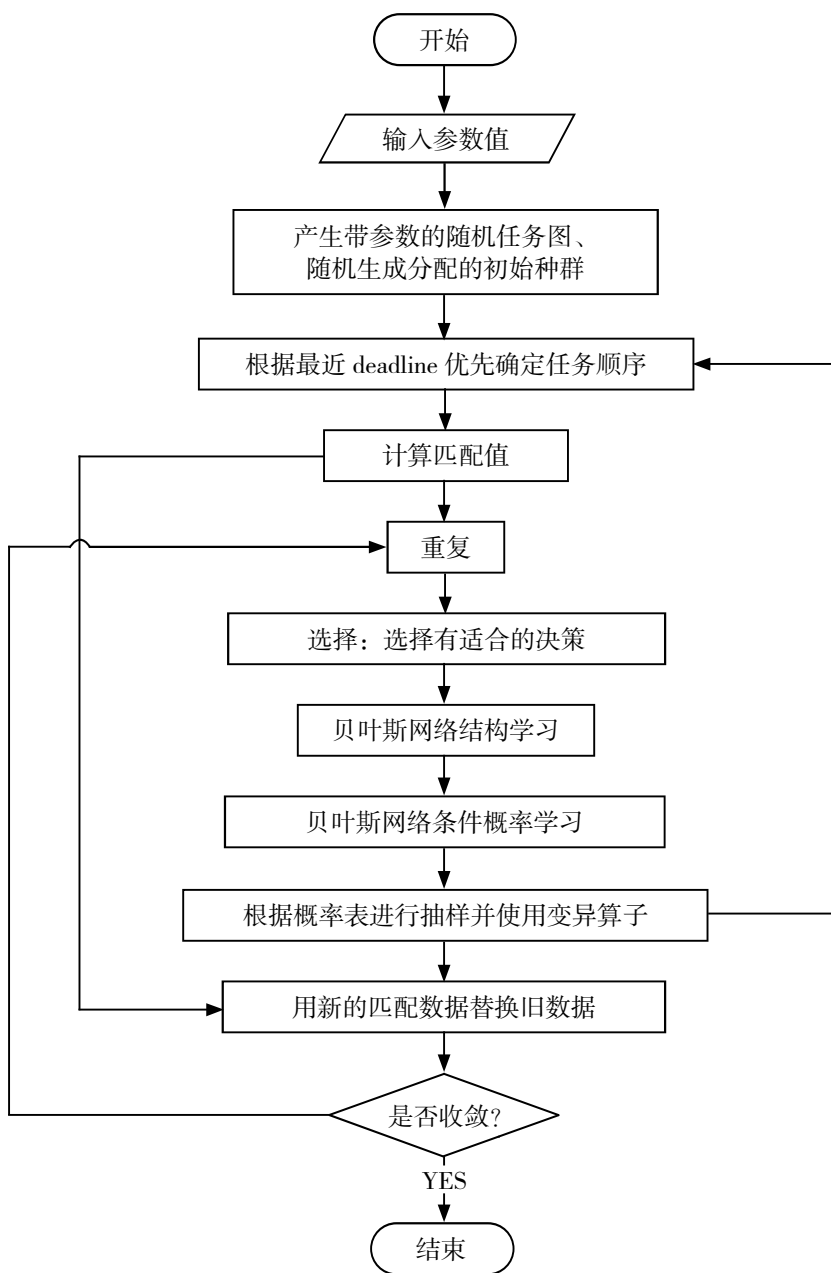 开始
输入参数值
产生带参数的随机任务图、
随机生成分配的初始种群
根据最近 deadline 优先确定任务顺序
计算匹配值
重复
选择：选择有适合的决策
贝叶斯网络结构学习
贝叶斯网络条件概率学习
根据概率表进行抽样并使用变异算子
用新的匹配数据替换旧数据
是否收敛？
YES
结束